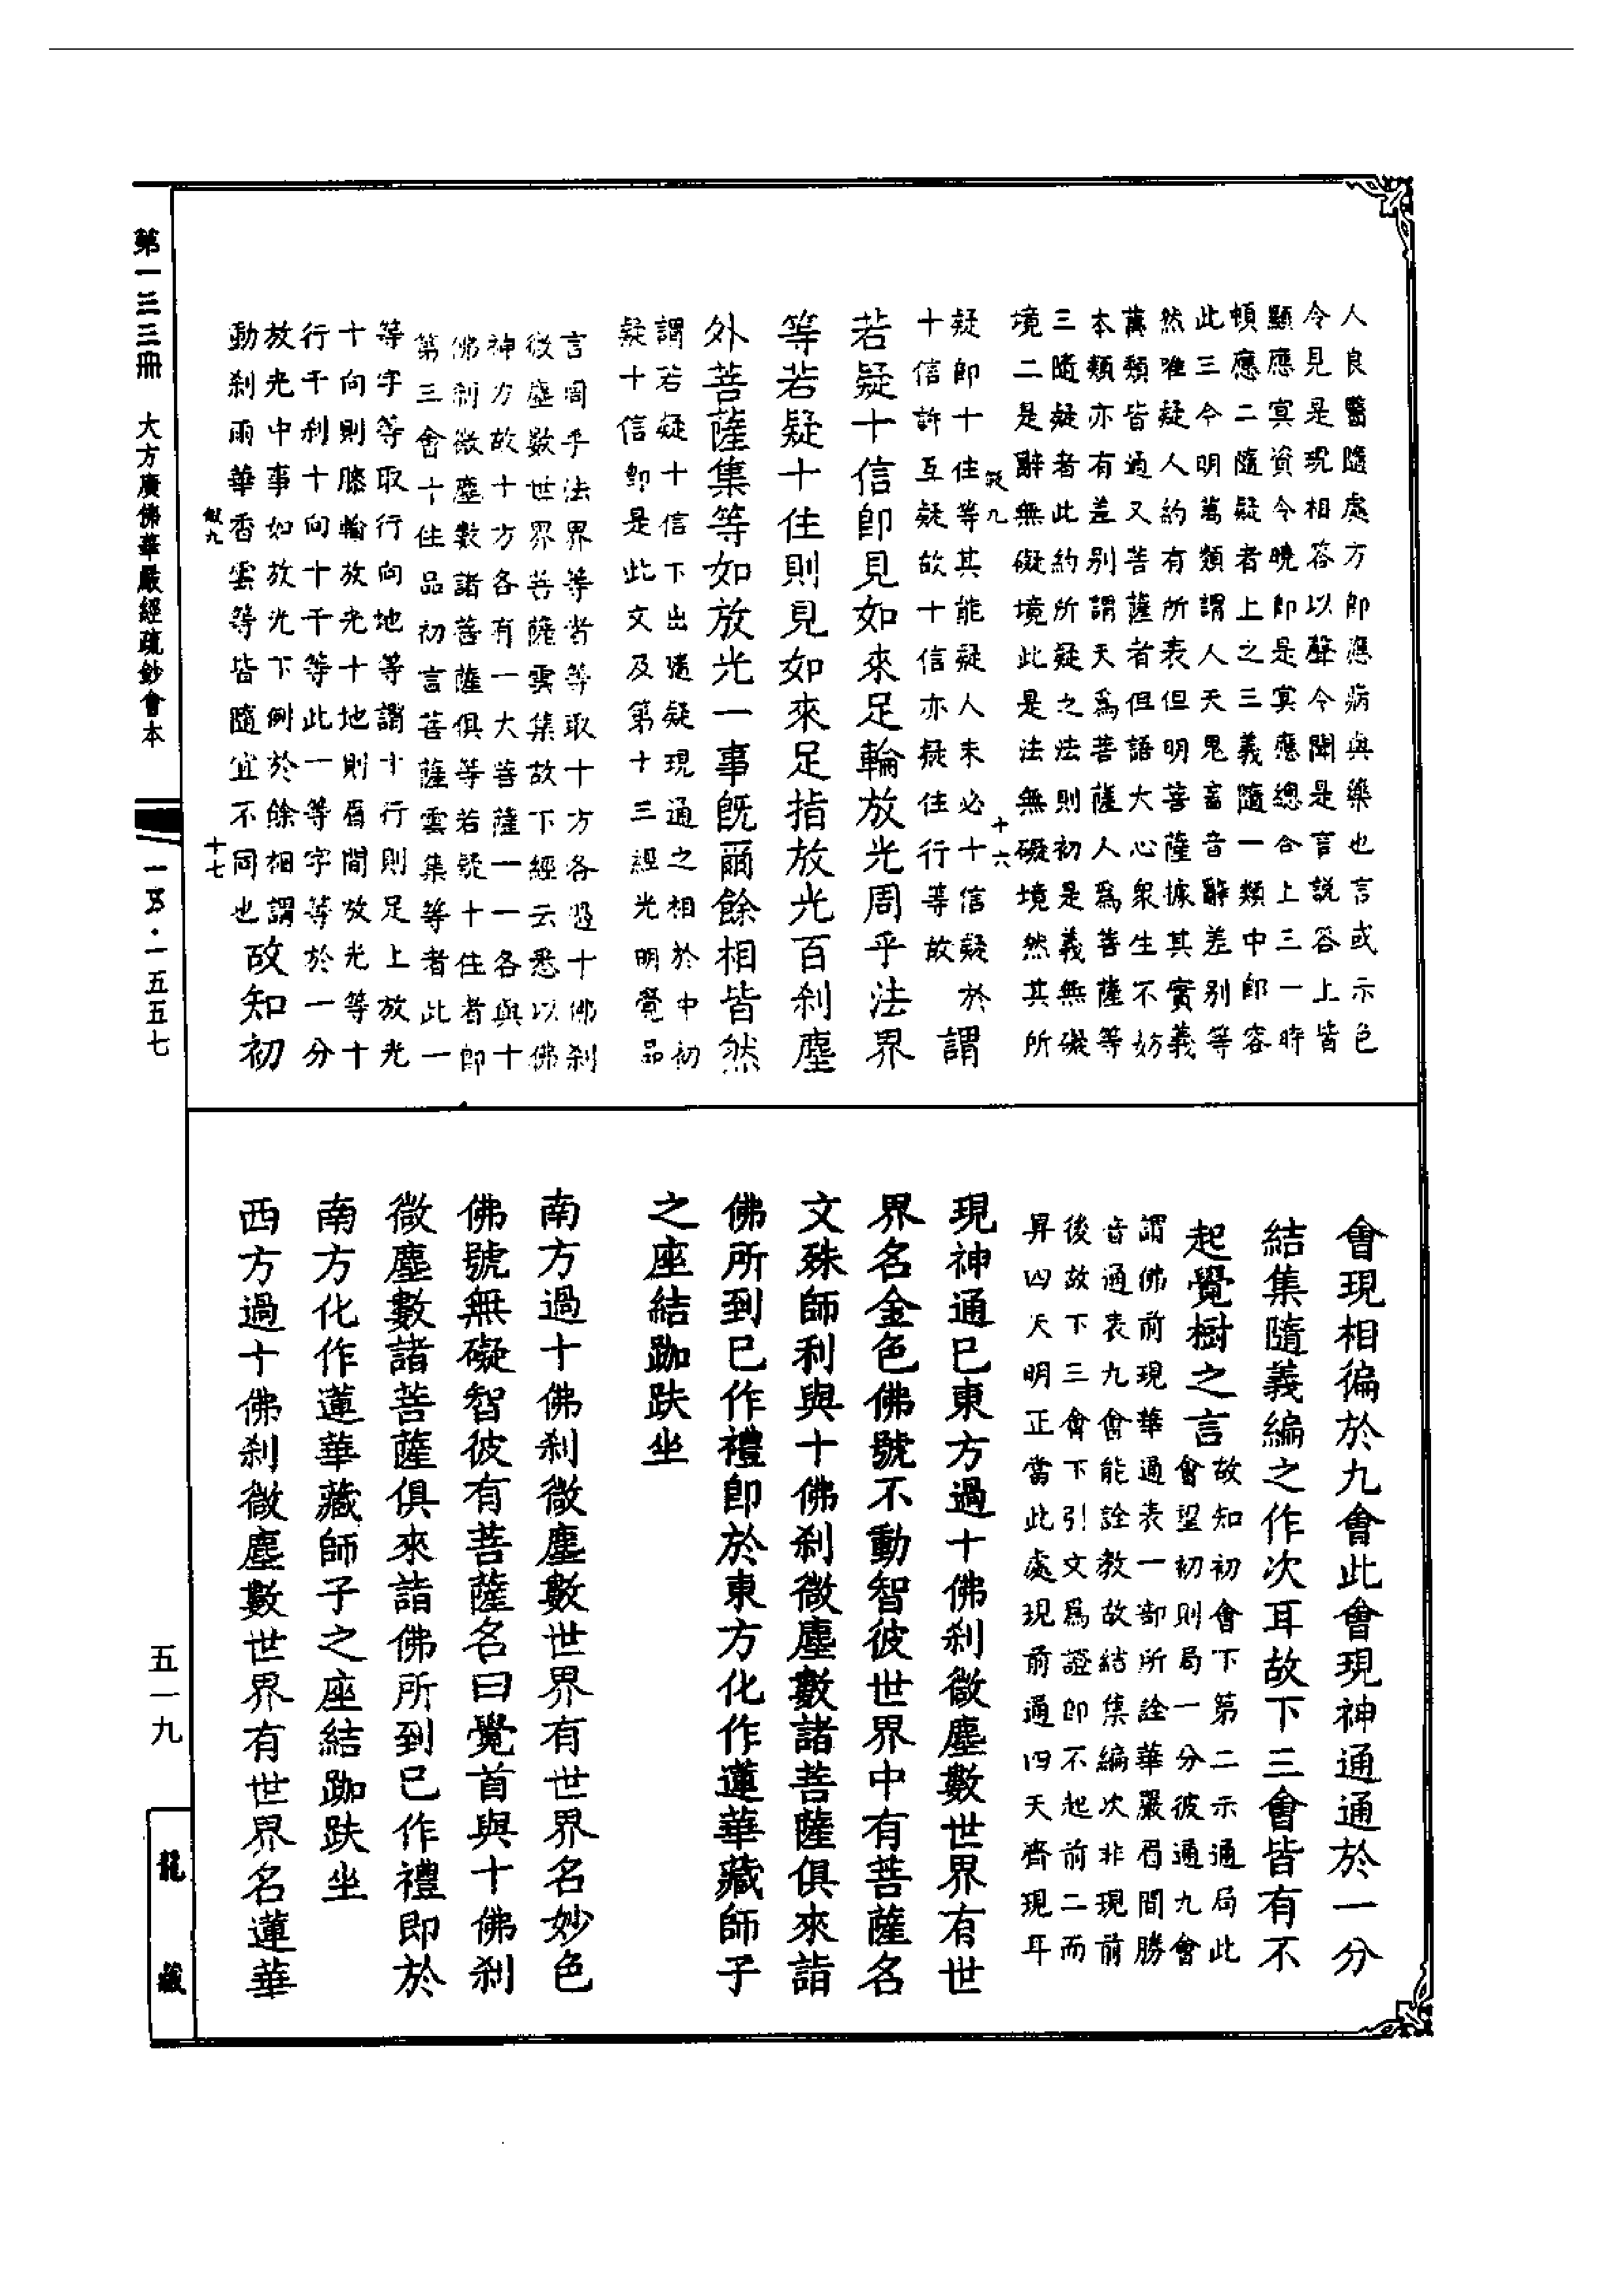 人良醫隨處方即應病與藥也言或示色
令見是現相答以聲令聞是言說答上皆
顯應冥資今曉即是冥應總合上三一時
頓應二隨疑者上之三義隨一類中即容
此三今明萬類謂人天鬼畜音辭差別等
然唯疑人約有所表但明菩薩據其實義
萬類皆通又菩薩者但語大心衆生不妨
本類亦有差別謂天爲菩薩人爲菩薩等
三隨疑者此約所疑之法則初是義無礙
境二是辭無礙境此是法無礙境然其所
疑九 十六
疑即十住等其能疑人未必十信疑於
十信許互疑故十信亦疑住行等故
謂
若疑十信即見如來足輪放光周乎法界
等若疑十住則見如來足指放光百剎塵
外菩薩集等如放光一事既爾餘相皆然
謂若疑十信下出隨疑現通之相於中初
疑十信即是此文及第十三經光明覺品
言周乎法界等者等取十方各過十佛剎
微塵數世界菩薩雲集故下經云悉以佛
神力故十方各有一大菩薩一一各與十
佛剎微塵數諸菩薩俱等若疑十住者即
第三會十住品初言菩薩雲集等者此一
等字等取行向地等謂十行則足上放光
十向則膝輪放光十地則眉間放光等十
行千剎十向十千等此一等字等於一分
放光中事如放光下例於餘相謂
動剎雨華香雲等皆隨宜不同也
故知初
疑九 十七
會現相徧於九會此會現神通通於一分
結集隨義編之作次耳故下三會皆有不
起覺樹之言
故知初會下第二示通局此
會望初則局一分彼通九會
謂佛前現華通表一部所詮華嚴眉間勝
音通表九會能詮教故結集編次非現前
後故下三會下引文爲證即不起前二而
昇四天明正當此處現前通四天齊現耳
現神通已東方過十佛剎微塵數世界有世
界名金色佛號不動智彼世界中有菩薩名
文殊師利與十佛剎微塵數諸菩薩俱來詣
佛所到已作禮即於東方化作蓮華藏師子
之座結跏趺坐
南方過十佛剎微塵數世界有世界名妙色
佛號無礙智彼有菩薩名曰覺首與十佛剎
微塵數諸菩薩俱來詣佛所到已作禮即於
南方化作蓮華藏師子之座結跏趺坐
西方過十佛剎微塵數世界有世界名蓮華
第一三三冊 大方廣佛華嚴經疏鈔會本
一五五七
五一九
龍藏